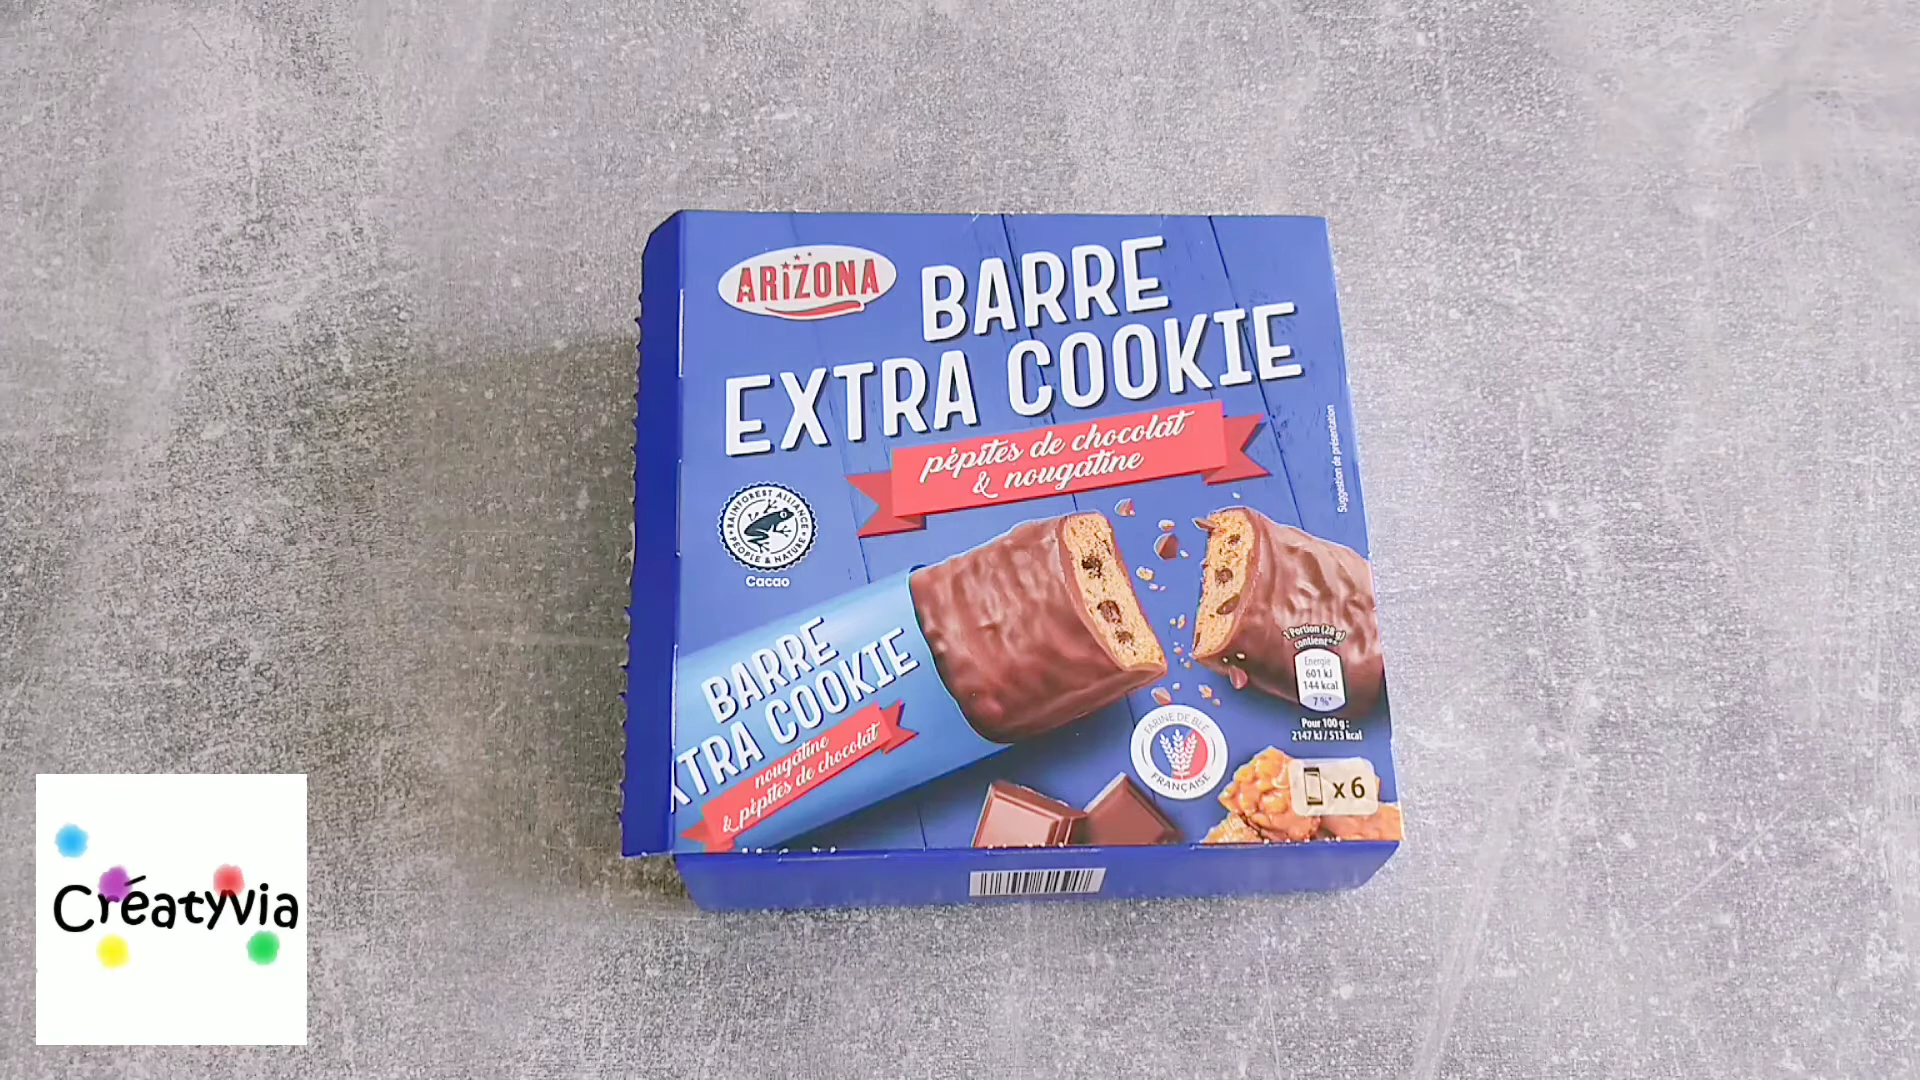 ARIZONA
BARRE
EXTRA COOKIE
pépites de chocolat
& nougatine
Suggestion de présentation
RAINFOREST ALLIANCE
PEOPLE & NATURE
Cacao
BARRE
XTRA COOKIE
nougatine
& pépites de chocolat
1 Portion (28 g)
contient**
Energie
601 kJ
144 kcal
7 %*
Pour 100 g :
2147 kJ / 513 kcal
FARINE DE BLÉ
FRANÇAISE
x 6
Créatyvia